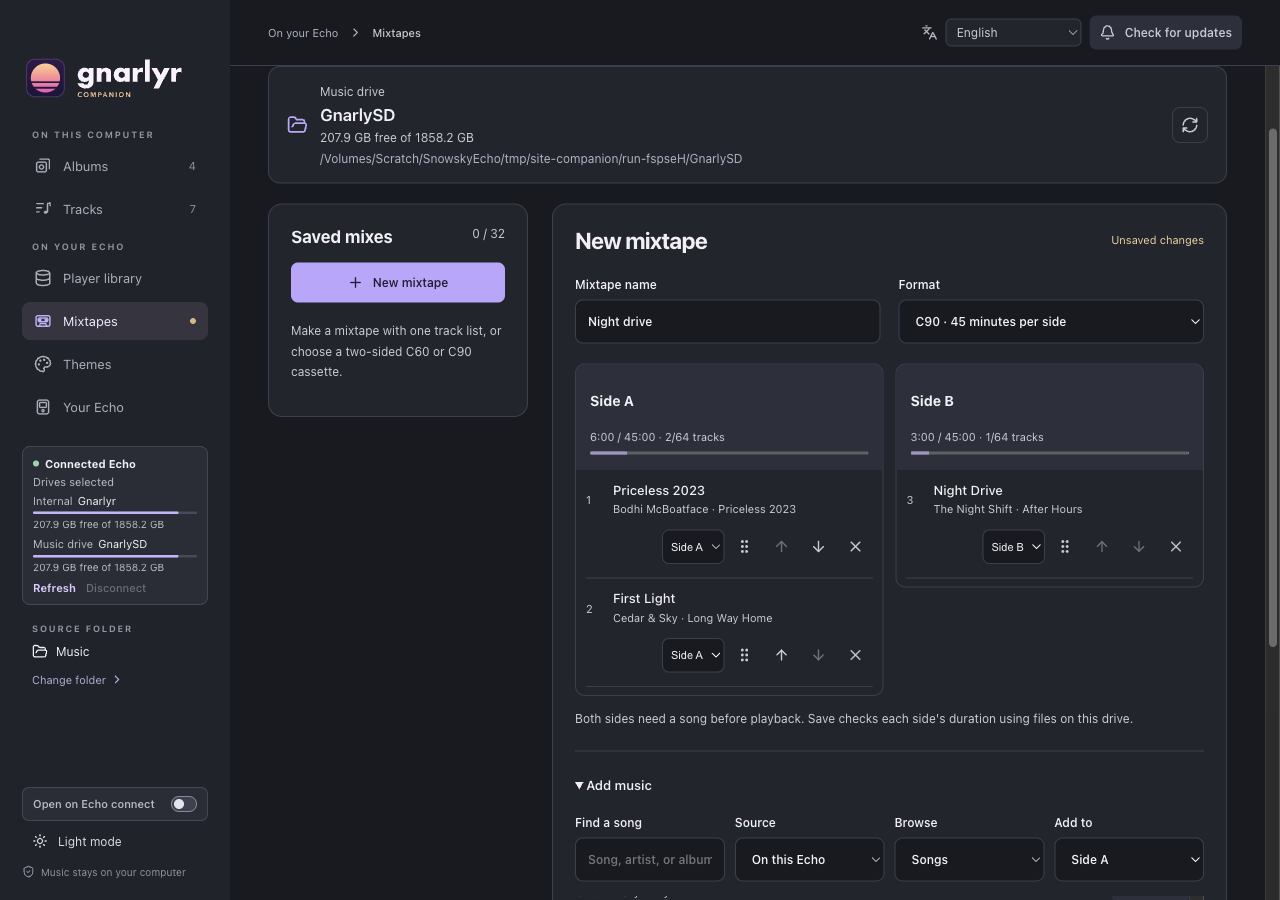 gnarlyr
COMPANION
ON THIS COMPUTER
Albums 4
Tracks 7
ON YOUR ECHO
Player library
Mixtapes
Themes
Your Echo
Connected Echo
Drives selected
Internal Gnarlyr
207.9 GB free of 1858.2 GB
Music drive GnarlySD
207.9 GB free of 1858.2 GB
Refresh Disconnect
SOURCE FOLDER
Music
Change folder
Open on Echo connect
Light mode
Music stays on your computer
On your Echo > Mixtapes
English
Check for updates
Music drive
GnarlySD
207.9 GB free of 1858.2 GB
/Volumes/Scratch/SnowskyEcho/tmp/site-companion/run-fspseH/GnarlySD
Saved mixes 0 / 32
+ New mixtape
Make a mixtape with one track list, or
choose a two-sided C60 or C90
cassette.
New mixtape
Unsaved changes
Mixtape name
Night drive
Format
C90 · 45 minutes per side
Side A
6:00 / 45:00 · 2/64 tracks
1 Priceless 2023
Bodhi McBoatface · Priceless 2023
Side A
2 First Light
Cedar & Sky · Long Way Home
Side A
Side B
3:00 / 45:00 · 1/64 tracks
3 Night Drive
The Night Shift · After Hours
Side B
Both sides need a song before playback. Save checks each side's duration using files on this drive.
Add music
Find a song
Song, artist, or album
Source
On this Echo
Browse
Songs
Add to
Side A